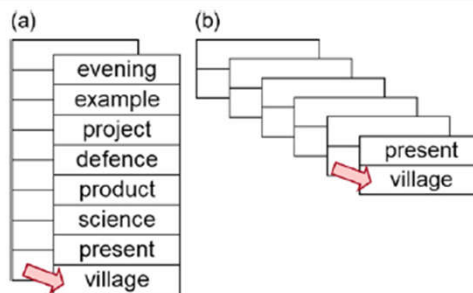 (a)
evening
example
project
defence
product
science
present
village
(b)
present
village